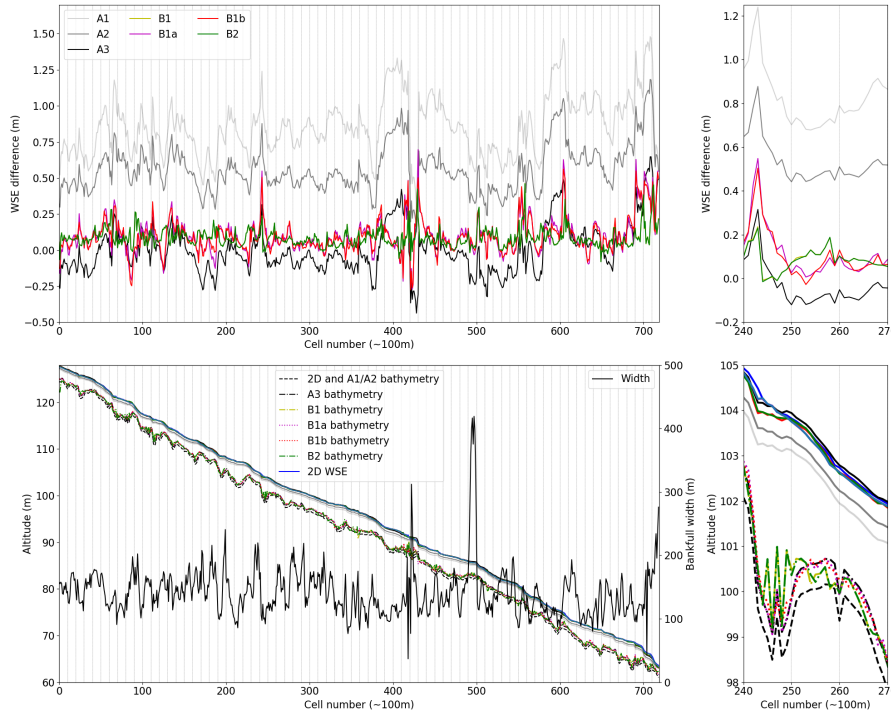 A1 B1 B1b
A2 B1a B2
A3
WSE difference (m)
1.50
1.25
1.00
0.75
0.50
0.25
0.00
−0.25
−0.50
0 100 200 300 400 500 600 700
Cell number (~100m)
WSE difference (m)
1.2
1.0
0.8
0.6
0.4
0.2
0.0
−0.2
240 250 260 270
2D and A1/A2 bathymetry
A3 bathymetry
B1 bathymetry
B1a bathymetry
B1b bathymetry
B2 bathymetry
2D WSE
Width
Altitude (m)
120
110
100
90
80
70
60
500
400
300
200
100
0
Bankfull width (m)
0 100 200 300 400 500 600 700
Cell number (~100m)
Altitude (m)
105
104
103
102
101
100
99
98
240 250 260 270
Cell number (~100m)